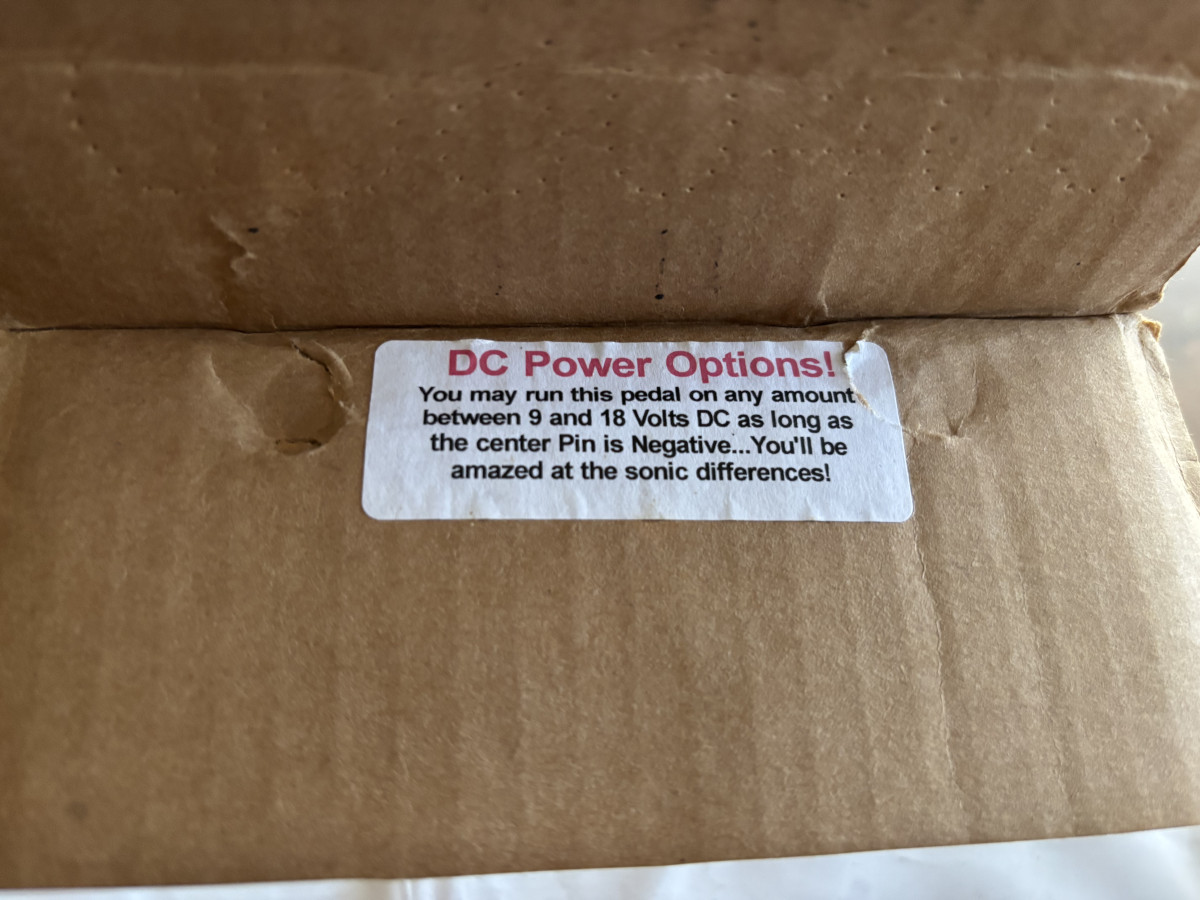 DC Power Options!
You may run this pedal on any amount
between 9 and 18 Volts DC as long as
the center Pin is Negative...You'll be
amazed at the sonic differences!